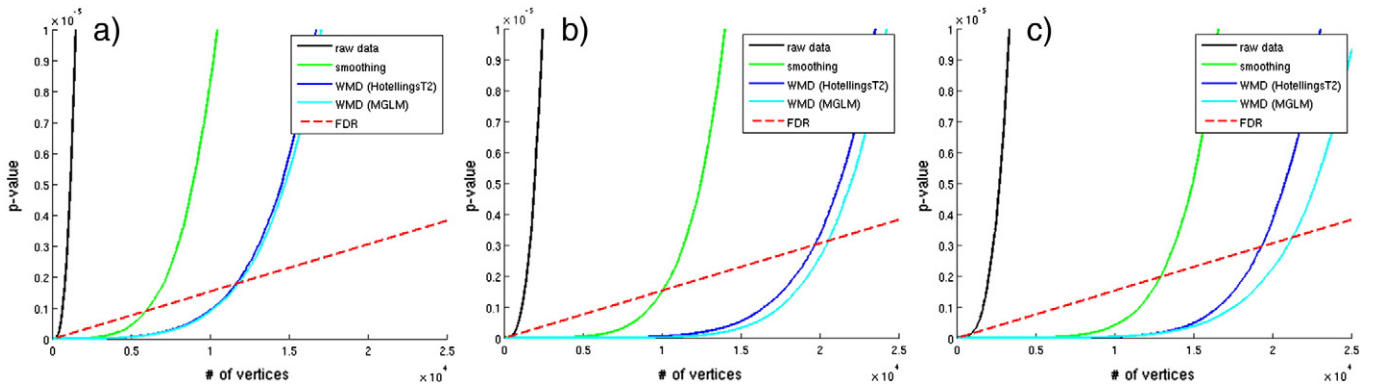 ×10⁻⁵
a)
1
0.9
0.8
0.7
0.6
0.5
0.4
0.3
0.2
0.1
0
p-value
raw data
smoothing
WMD (HotellingsT2)
WMD (MGLM)
FDR
0 0.5 1 1.5 2 2.5
# of vertices
×10⁴
×10⁻⁵
b)
1
0.9
0.8
0.7
0.6
0.5
0.4
0.3
0.2
0.1
0
p-value
raw data
smoothing
WMD (HotellingsT2)
WMD (MGLM)
FDR
0 0.5 1 1.5 2 2.5
# of vertices
×10⁴
×10⁻⁵
c)
1
0.9
0.8
0.7
0.6
0.5
0.4
0.3
0.2
0.1
0
p-value
raw data
smoothing
WMD (HotellingsT2)
WMD (MGLM)
FDR
0 0.5 1 1.5 2 2.5
# of vertices
×10⁴